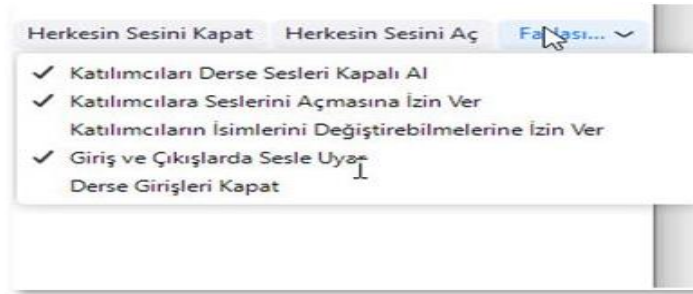 Herkesin Sesini Kapat Herkesin Sesini Aç Fazlası...
Katılımcıları Derse Sesleri Kapalı Al
Katılımcılara Seslerini Açmasına İzin Ver
Katılımcıların İsimlerini Değiştirebilmelerine İzin Ver
Giriş ve Çıkışlarda Sesle Uyar
Derse Girişleri Kapat